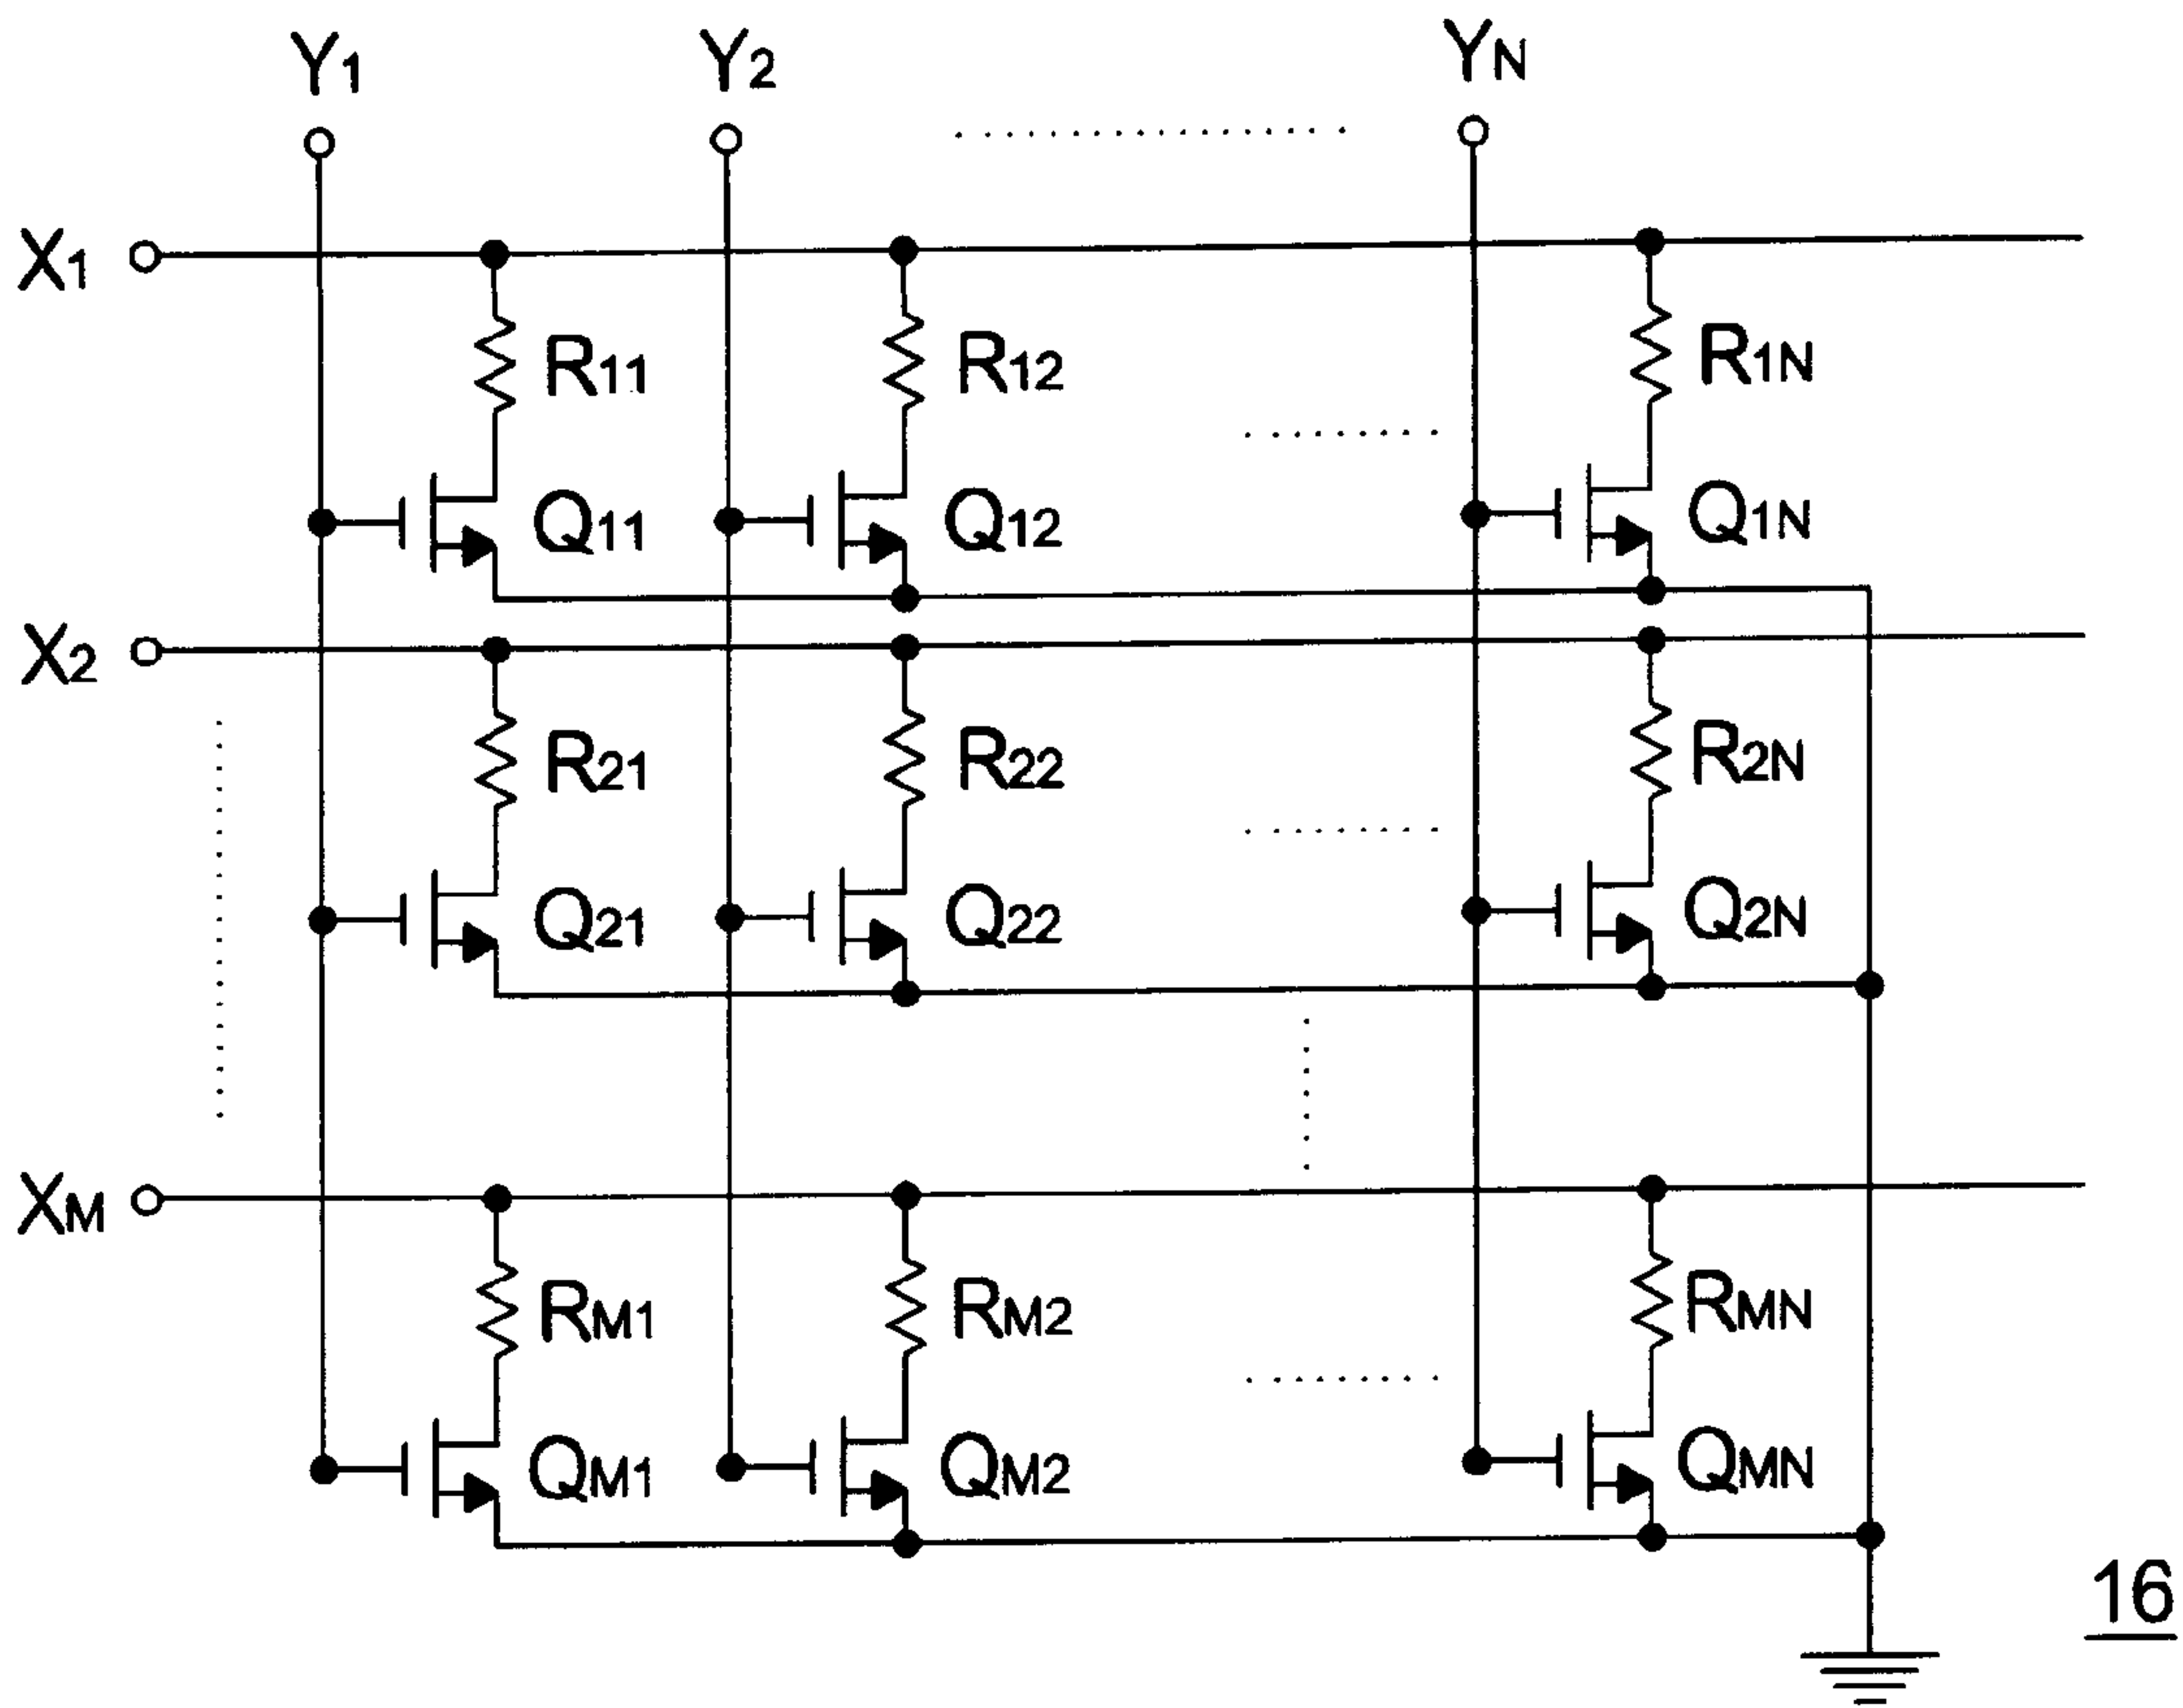 Y1 Y2 YN
X1
R11 R12 R1N
Q11 Q12 Q1N
X2
R21 R22 R2N
Q21 Q22 Q2N
XM
RM1 RM2 RMN
QM1 QM2 QMN
16